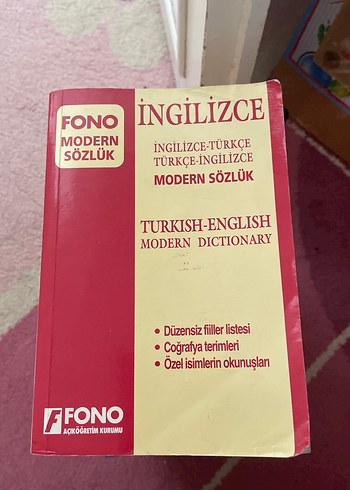 FONO
MODERN
SÖZLÜK
İNGİLİZCE
İNGİLİZCE-TÜRKÇE
TÜRKÇE-İNGİLİZCE
MODERN SÖZLÜK
TURKISH-ENGLISH
MODERN DICTIONARY
• Düzensiz fiiller listesi
• Coğrafya terimleri
• Özel isimlerin okunuşları
FONO
AÇIKÖĞRETİM KURUMU